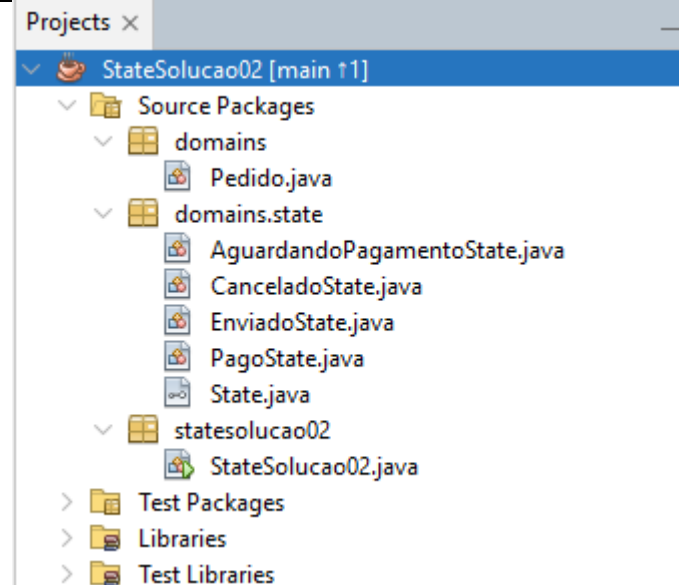 Projects
StateSolucao02 [main ↑1]
Source Packages
domains
Pedido.java
domains.state
AguardandoPagamentoState.java
CanceladoState.java
EnviadoState.java
PagoState.java
State.java
statesolucao02
StateSolucao02.java
Test Packages
Libraries
Test Libraries